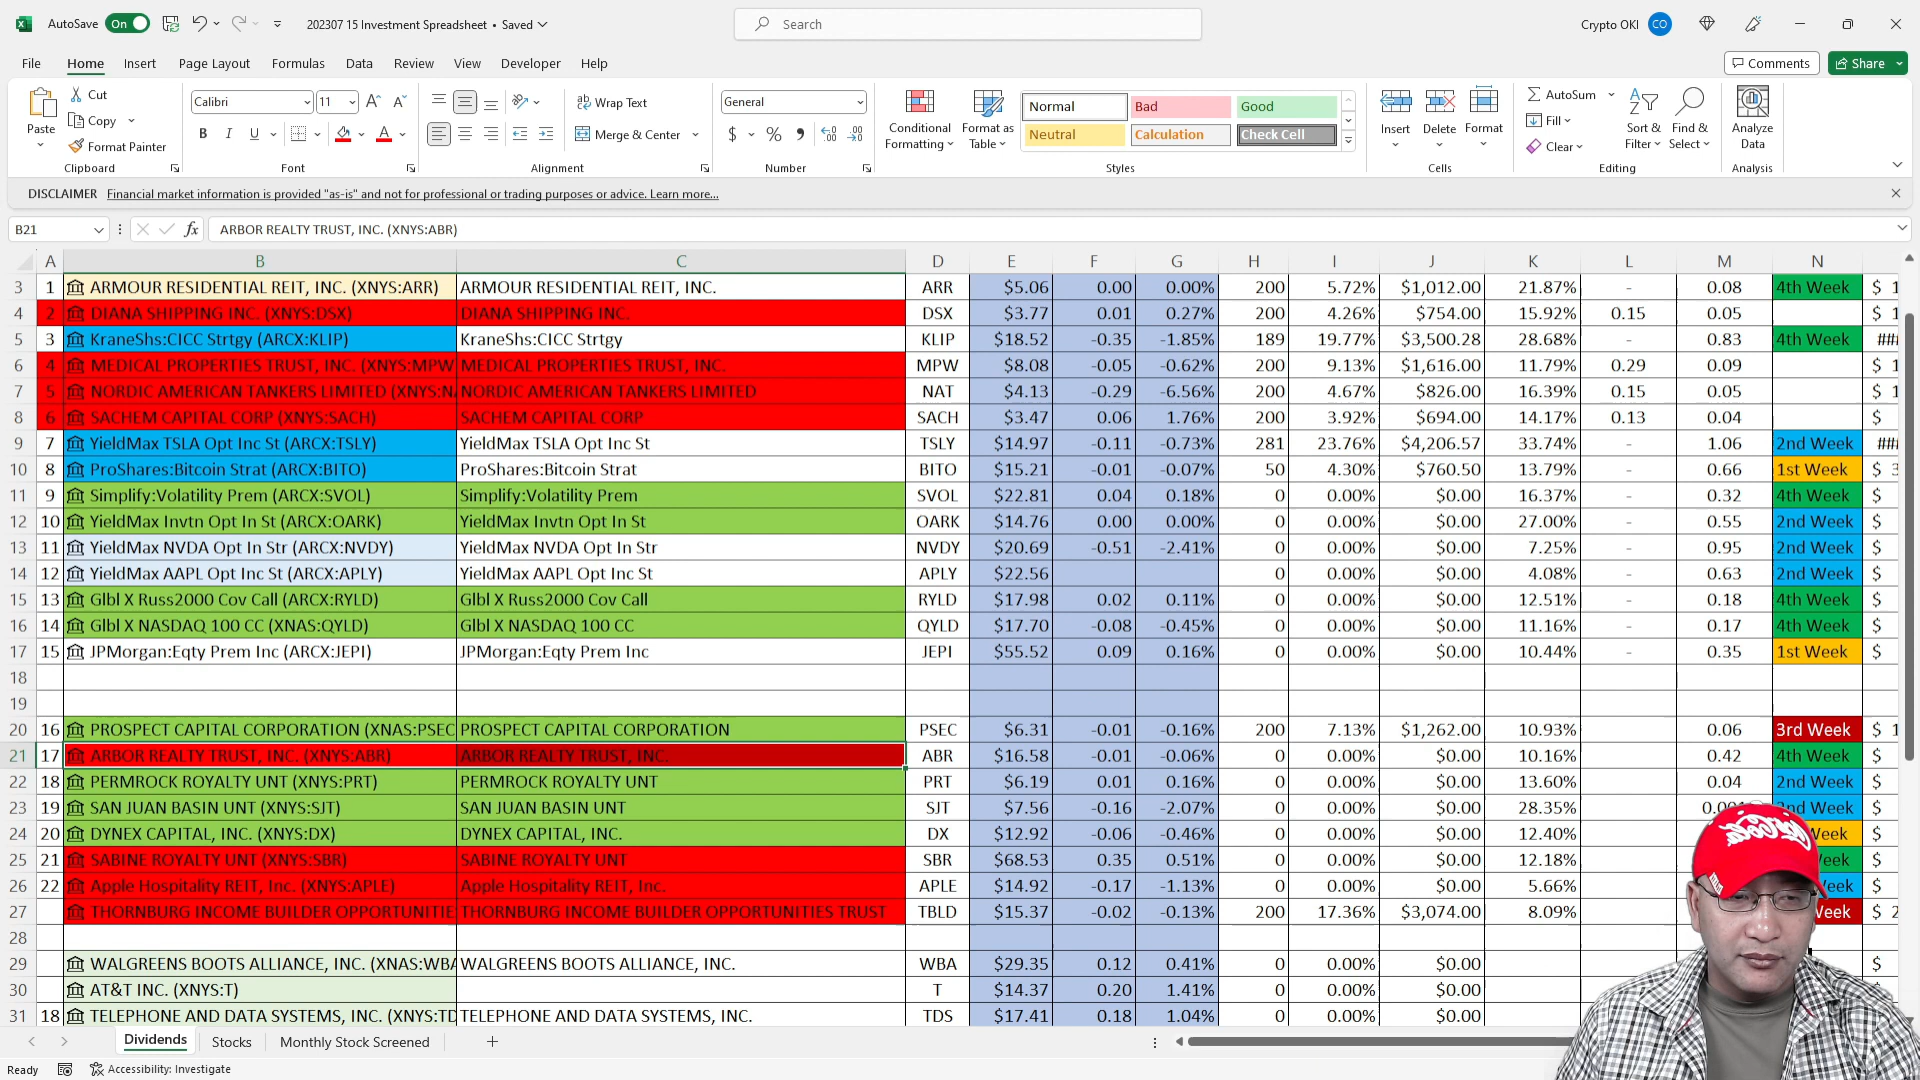 AutoSave On 202307 15 Investment Spreadsheet • Saved Search Crypto OKI CO
File Home Insert Page Layout Formulas Data Review View Developer Help Comments Share
Paste Cut Copy Format Painter Clipboard
Calibri 11 B I U A Font
Wrap Text Merge & Center Alignment
General $ % Number
Conditional Formatting Format as Table Normal Bad Good Neutral Calculation Check Cell Styles
Insert Delete Format Cells
AutoSum Fill Clear Sort & Filter Find & Select Editing
Analyze Data Analysis
DISCLAIMER Financial market information is provided "as-is" and not for professional or trading purposes or advice. Learn more...
B21 fx ARBOR REALTY TRUST, INC. (XNYS:ABR)
A B C D E F G H I J K L M N
3 1 ARMOUR RESIDENTIAL REIT, INC. (XNYS:ARR) ARMOUR RESIDENTIAL REIT, INC. ARR $5.06 0.00 0.00% 200 5.72% $1,012.00 21.87% - 0.08 4th Week $ 1
4 2 DIANA SHIPPING INC. (XNYS:DSX) DIANA SHIPPING INC. DSX $3.77 0.01 0.27% 200 4.26% $754.00 15.92% 0.15 0.05 $ 1
5 3 KraneShs:CICC Strtgy (ARCX:KLIP) KraneShs:CICC Strtgy KLIP $18.52 -0.35 -1.85% 189 19.77% $3,500.28 28.68% - 0.83 4th Week ##
6 4 MEDICAL PROPERTIES TRUST, INC. (XNYS:MPW MEDICAL PROPERTIES TRUST, INC. MPW $8.08 -0.05 -0.62% 200 9.13% $1,616.00 11.79% 0.29 0.09 $ 1
7 5 NORDIC AMERICAN TANKERS LIMITED (XNYS:NA NORDIC AMERICAN TANKERS LIMITED NAT $4.13 -0.29 -6.56% 200 4.67% $826.00 16.39% 0.15 0.05 $ 1
8 6 SACHEM CAPITAL CORP (XNYS:SACH) SACHEM CAPITAL CORP SACH $3.47 0.06 1.76% 200 3.92% $694.00 14.17% 0.13 0.04 $
9 7 YieldMax TSLA Opt Inc St (ARCX:TSLY) YieldMax TSLA Opt Inc St TSLY $14.97 -0.11 -0.73% 281 23.76% $4,206.57 33.74% - 1.06 2nd Week ##
10 8 ProShares:Bitcoin Strat (ARCX:BITO) ProShares:Bitcoin Strat BITO $15.21 -0.01 -0.07% 50 4.30% $760.50 13.79% - 0.66 1st Week $ 3
11 9 Simplify:Volatility Prem (ARCX:SVOL) Simplify:Volatility Prem SVOL $22.81 0.04 0.18% 0 0.00% $0.00 16.37% - 0.32 4th Week $
12 10 YieldMax Invtn Opt In St (ARCX:OARK) YieldMax Invtn Opt In St OARK $14.76 0.00 0.00% 0 0.00% $0.00 27.00% - 0.55 2nd Week $
13 11 YieldMax NVDA Opt In Str (ARCX:NVDY) YieldMax NVDA Opt In Str NVDY $20.69 -0.51 -2.41% 0 0.00% $0.00 7.25% - 0.95 2nd Week $
14 12 YieldMax AAPL Opt Inc St (ARCX:APLY) YieldMax AAPL Opt Inc St APLY $22.56 0 0.00% $0.00 4.08% - 0.63 2nd Week $
15 13 Glbl X Russ2000 Cov Call (ARCX:RYLD) Glbl X Russ2000 Cov Call RYLD $17.98 0.02 0.11% 0 0.00% $0.00 12.51% - 0.18 4th Week $
16 14 Glbl X NASDAQ 100 CC (XNAS:QYLD) Glbl X NASDAQ 100 CC QYLD $17.70 -0.08 -0.45% 0 0.00% $0.00 11.16% - 0.17 4th Week $
17 15 JPMorgan:Eqty Prem Inc (ARCX:JEPI) JPMorgan:Eqty Prem Inc JEPI $55.52 0.09 0.16% 0 0.00% $0.00 10.44% - 0.35 1st Week $
18
19
20 16 PROSPECT CAPITAL CORPORATION (XNAS:PSEC PROSPECT CAPITAL CORPORATION PSEC $6.31 -0.01 -0.16% 200 7.13% $1,262.00 10.93% 0.06 3rd Week $ 1
21 17 ARBOR REALTY TRUST, INC. (XNYS:ABR) ARBOR REALTY TRUST, INC. ABR $16.58 -0.01 -0.06% 0 0.00% $0.00 10.16% 0.42 4th Week $
22 18 PERMROCK ROYALTY UNT (XNYS:PRT) PERMROCK ROYALTY UNT PRT $6.19 0.01 0.16% 0 0.00% $0.00 13.60% 0.04 2nd Week $
23 19 SAN JUAN BASIN UNT (XNYS:SJT) SAN JUAN BASIN UNT SJT $7.56 -0.16 -2.07% 0 0.00% $0.00 28.35% Week $
24 20 DYNEX CAPITAL, INC. (XNYS:DX) DYNEX CAPITAL, INC. DX $12.92 -0.06 -0.46% 0 0.00% $0.00 12.40% Week $
25 21 SABINE ROYALTY UNT (XNYS:SBR) SABINE ROYALTY UNT SBR $68.53 0.35 0.51% 0 0.00% $0.00 12.18% $
26 22 Apple Hospitality REIT, Inc. (XNYS:APLE) Apple Hospitality REIT, Inc. APLE $14.92 -0.17 -1.13% 0 0.00% $0.00 5.66% $
27 THORNBURG INCOME BUILDER OPPORTUNITIE THORNBURG INCOME BUILDER OPPORTUNITIES TRUST TBLD $15.37 -0.02 -0.13% 200 17.36% $3,074.00 8.09% Week $ 2
28
29 WALGREENS BOOTS ALLIANCE, INC. (XNAS:WBA WALGREENS BOOTS ALLIANCE, INC. WBA $29.35 0.12 0.41% 0 0.00% $0.00 $
30 AT&T INC. (XNYS:T) T $14.37 0.20 1.41% 0 0.00% $0.00
31 18 TELEPHONE AND DATA SYSTEMS, INC. (XNYS:TD TELEPHONE AND DATA SYSTEMS, INC. TDS $17.41 0.18 1.04% 0 0.00% $0.00
Dividends Stocks Monthly Stock Screened
Ready Accessibility: Investigate